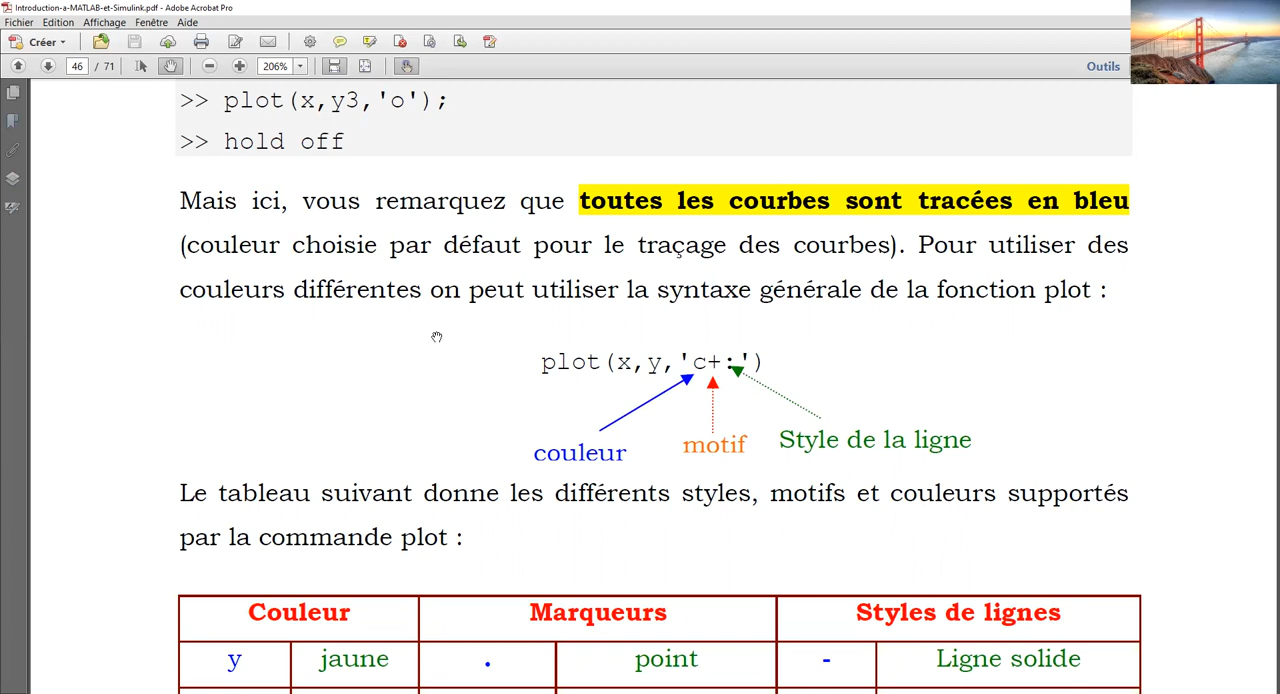 Introduction-a-MATLAB-et-Simulink.pdf - Adobe Acrobat Pro
Fichier Edition Affichage Fenêtre Aide
Créer
46 / 71 206% Outils
>> plot(x,y3,'o');
>> hold off
Mais ici, vous remarquez que toutes les courbes sont tracées en bleu
(couleur choisie par défaut pour le traçage des courbes). Pour utiliser des
couleurs différentes on peut utiliser la syntaxe générale de la fonction plot :
plot(x,y,'c+:')
couleur motif Style de la ligne
Le tableau suivant donne les différents styles, motifs et couleurs supportés
par la commande plot :
Couleur Marqueurs Styles de lignes
y jaune . point - Ligne solide